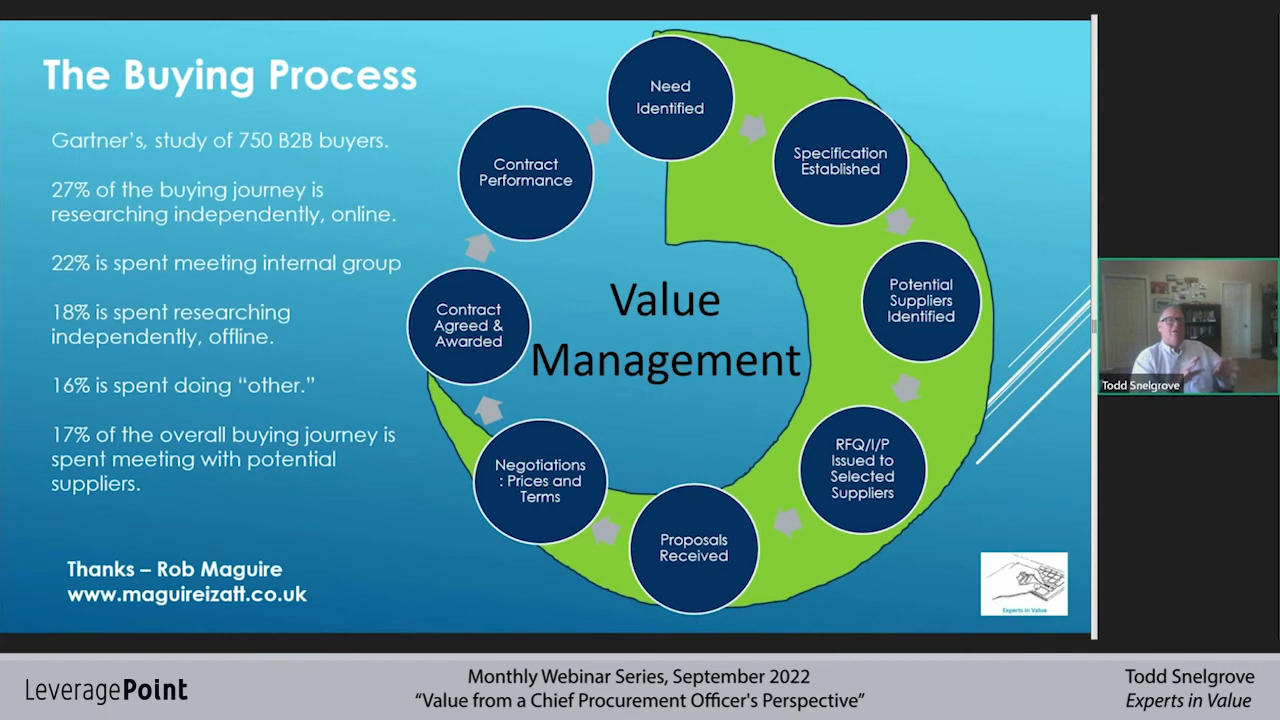 The Buying Process
Gartner's, study of 750 B2B buyers.
27% of the buying journey is
researching independently, online.
22% is spent meeting internal group
18% is spent researching
independently, offline.
16% is spent doing “other.”
17% of the overall buying journey is
spent meeting with potential
suppliers.
Thanks – Rob Maguire
www.maguireizatt.co.uk
Need
Identified
Specification
Established
Potential
Suppliers
Identified
RFQ/I/P
Issued to
Selected
Suppliers
Proposals
Received
Negotiations
: Prices and
Terms
Contract
Agreed &
Awarded
Contract
Performance
Value
Management
Experts in Value
Todd Snelgrove
LeveragePoint
Monthly Webinar Series, September 2022
“Value from a Chief Procurement Officer's Perspective”
Todd Snelgrove
Experts in Value